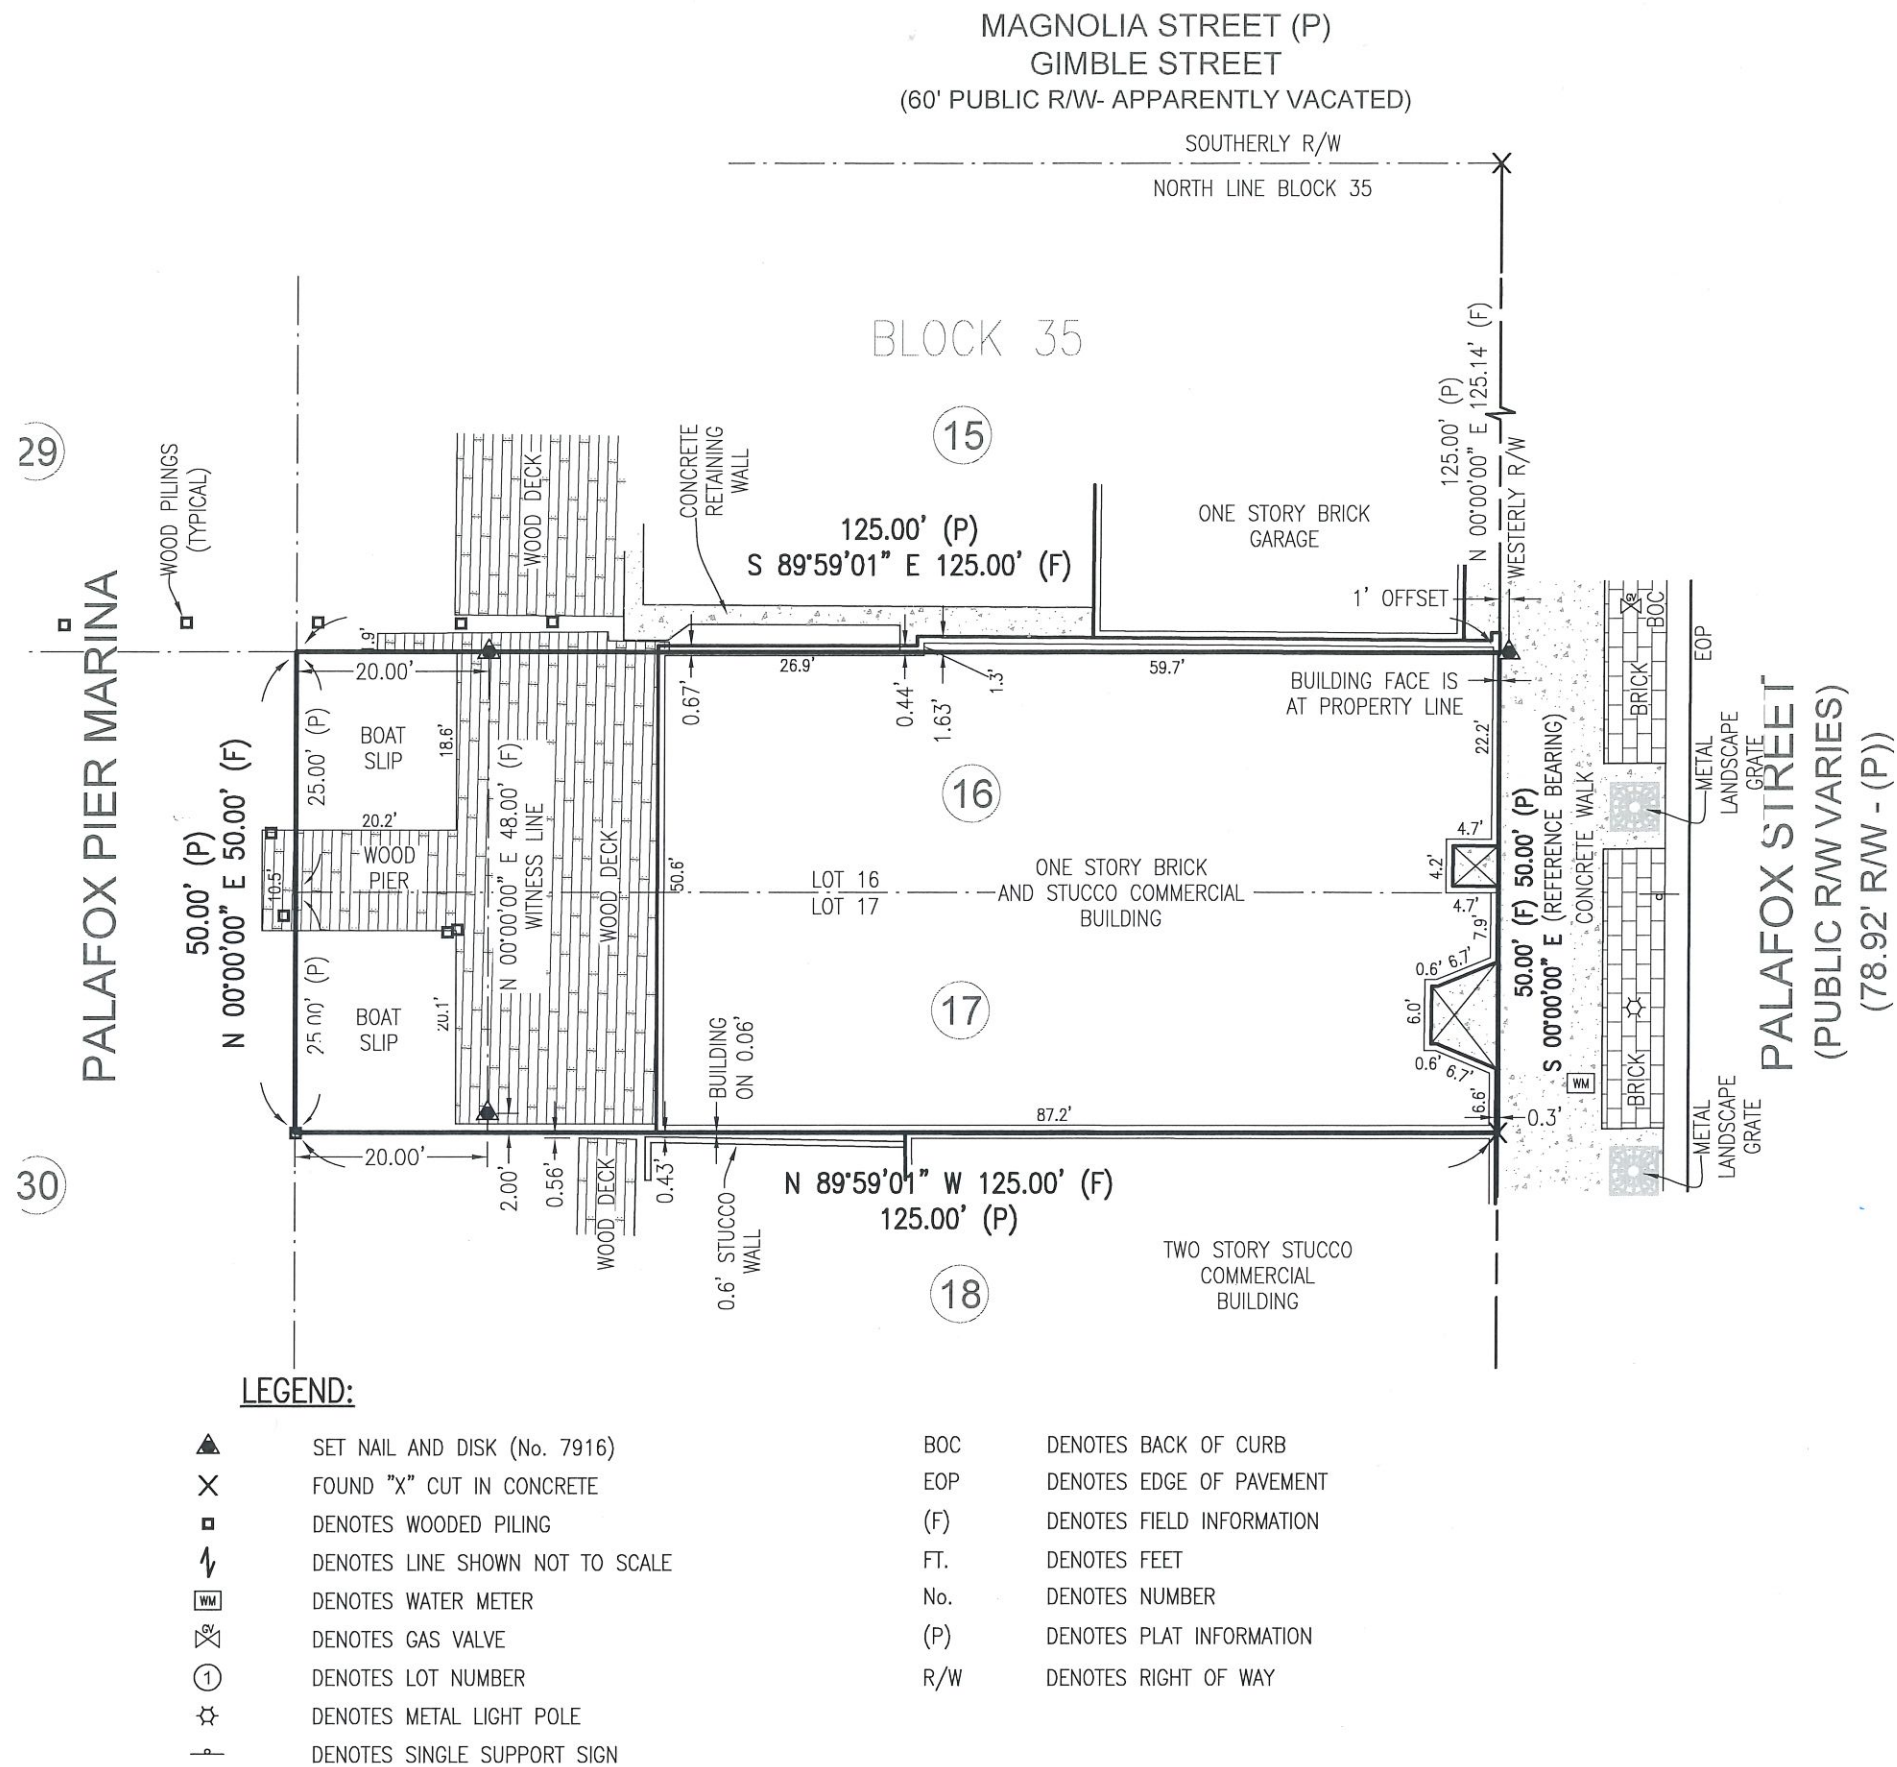 MAGNOLIA STREET (P)
GIMBLE STREET
(60' PUBLIC R/W- APPARENTLY VACATED)
SOUTHERLY R/W
NORTH LINE BLOCK 35
BLOCK 35
125.00' (P)
N 00°00'00" E 125.14' (F)
WESTERLY R/W
29
WOOD PILINGS
(TYPICAL)
WOOD DECK
CONCRETE
RETAINING
WALL
15
125.00' (P)
S 89°59'01" E 125.00' (F)
ONE STORY BRICK
GARAGE
1' OFFSET
GV
BOC
EOP
BRICK
PALAFOX PIER MARINA
.9'
20.00'
26.9'
59.7'
0.67'
0.44'
1.63'
1.3'
BUILDING FACE IS
AT PROPERTY LINE
22.2'
METAL
LANDSCAPE
GRATE
50.00' (P)
N 00°00'00" E 50.00' (F)
25.00' (P)
BOAT
SLIP
18.6'
20.2'
WOOD
PIER
10.5'
N 00°00'00" E 48.00' (F)
WITNESS LINE
WOOD DECK
50.6'
16
LOT 16
LOT 17
ONE STORY BRICK
AND STUCCO COMMERCIAL
BUILDING
4.7'
4.2'
4.7'
7.9'
0.6' 6.7'
6.0'
0.6' 6.7'
6.6'
50.00' (F) 50.00' (P)
S 00°00'00" E (REFERENCE BEARING)
CONCRETE WALK
PALAFOX STREET
(PUBLIC R/W VARIES)
(78.92' R/W - (P))
25.00' (P)
BOAT
SLIP
20.1'
17
BUILDING
ON 0.06'
87.2'
0.3'
WM
BRICK
METAL
LANDSCAPE
GRATE
30
20.00'
2.00'
0.56'
WOOD DECK
0.43'
0.6' STUCCO
WALL
N 89°59'01" W 125.00' (F)
125.00' (P)
18
TWO STORY STUCCO
COMMERCIAL
BUILDING
LEGEND:
SET NAIL AND DISK (No. 7916)
FOUND "X" CUT IN CONCRETE
DENOTES WOODED PILING
DENOTES LINE SHOWN NOT TO SCALE
WM DENOTES WATER METER
GV DENOTES GAS VALVE
1 DENOTES LOT NUMBER
DENOTES METAL LIGHT POLE
DENOTES SINGLE SUPPORT SIGN
BOC DENOTES BACK OF CURB
EOP DENOTES EDGE OF PAVEMENT
(F) DENOTES FIELD INFORMATION
FT. DENOTES FEET
No. DENOTES NUMBER
(P) DENOTES PLAT INFORMATION
R/W DENOTES RIGHT OF WAY